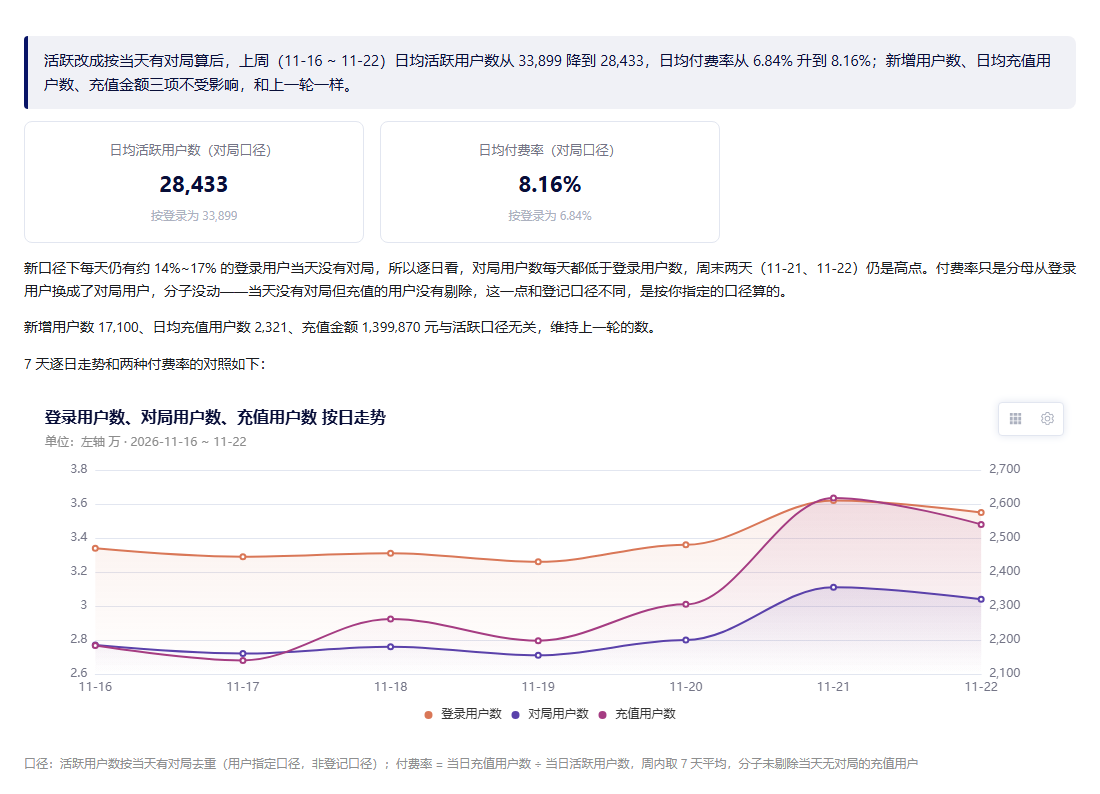 活跃改成按当天有对局算后，上周（11-16 ~ 11-22）日均活跃用户数从 33,899 降到 28,433，日均付费率从 6.84% 升到 8.16%；新增用户数、日均充值用
户数、充值金额三项不受影响，和上一轮一样。
日均活跃用户数（对局口径）
28,433
按登录为 33,899
日均付费率（对局口径）
8.16%
按登录为 6.84%
新口径下每天仍有约 14%~17% 的登录用户当天没有对局，所以逐日看，对局用户数每天都低于登录用户数，周末两天（11-21、11-22）仍是高点。付费率只是分母从登录
用户换成了对局用户，分子没动——当天没有对局但充值的用户没有剔除，这一点和登记口径不同，是按你指定的口径算的。
新增用户数 17,100、日均充值用户数 2,321、充值金额 1,399,870 元与活跃口径无关，维持上一轮的数。
7 天逐日走势和两种付费率的对照如下：
登录用户数、对局用户数、充值用户数 按日走势
单位：左轴 万 · 2026-11-16 ~ 11-22
3.8 2,700
3.6 2,600
3.4 2,500
3.2 2,400
3 2,300
2.8 2,200
2.6 2,100
11-16 11-17 11-18 11-19 11-20 11-21 11-22
登录用户数 对局用户数 充值用户数
口径：活跃用户数按当天有对局去重（用户指定口径，非登记口径）；付费率 = 当日充值用户数 ÷ 当日活跃用户数，周内取 7 天平均，分子未剔除当天无对局的充值用户